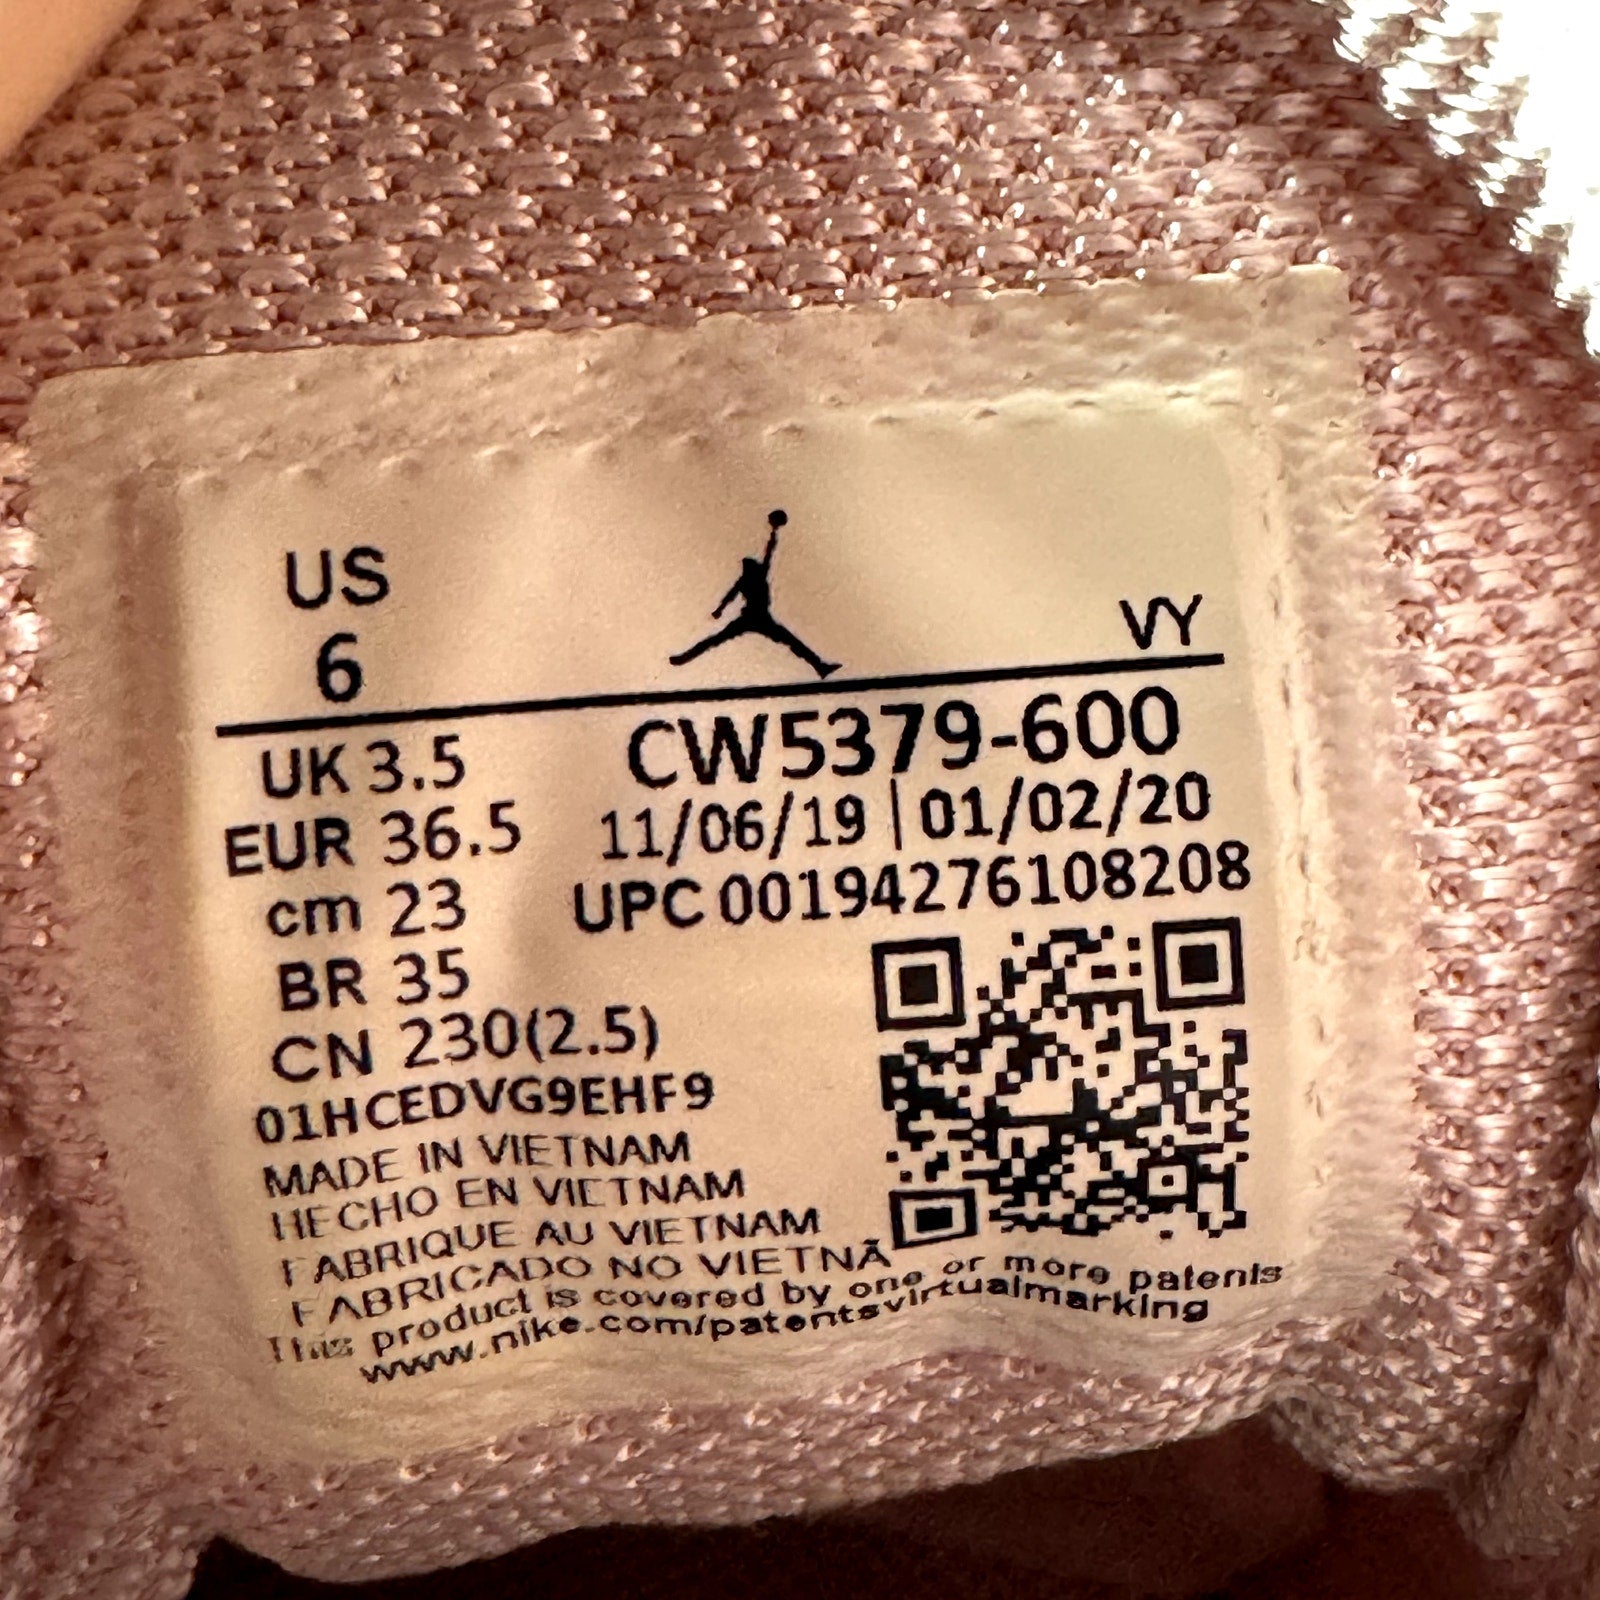 US
6
VY
UK 3.5
CW5379-600
EUR 36.5
11/06/19 | 01/02/20
cm 23
UPC 00194276108208
BR 35
CN 230(2.5)
01HCEDVG9EHF9
MADE IN VIETNAM
HECHO EN VIETNAM
FABRIQUE AU VIETNAM
FABRICADO NO VIETNÃ
This product is covered by one or more patents
www.nike.com/patentsvirtualmarking